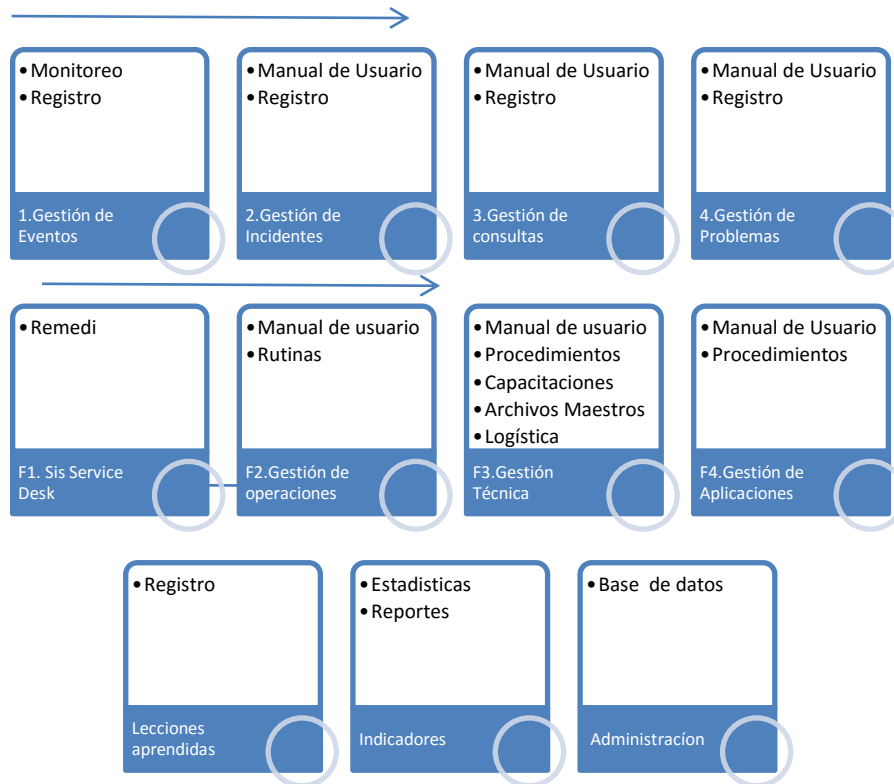 •Monitoreo
•Registro
1.Gestión de
Eventos
•Manual de Usuario
•Registro
2.Gestión de
Incidentes
•Manual de Usuario
•Registro
3.Gestión de
consultas
•Manual de Usuario
•Registro
4.Gestión de
Problemas
•Remedi
F1. Sis Service
Desk
•Manual de usuario
•Rutinas
F2.Gestión de
operaciones
•Manual de usuario
•Procedimientos
•Capacitaciones
•Archivos Maestros
•Logística
F3.Gestión
Técnica
•Manual de Usuario
•Procedimientos
F4.Gestión de
Aplicaciones
•Registro
Lecciones
aprendidas
•Estadisticas
•Reportes
Indicadores
•Base de datos
Administracíon